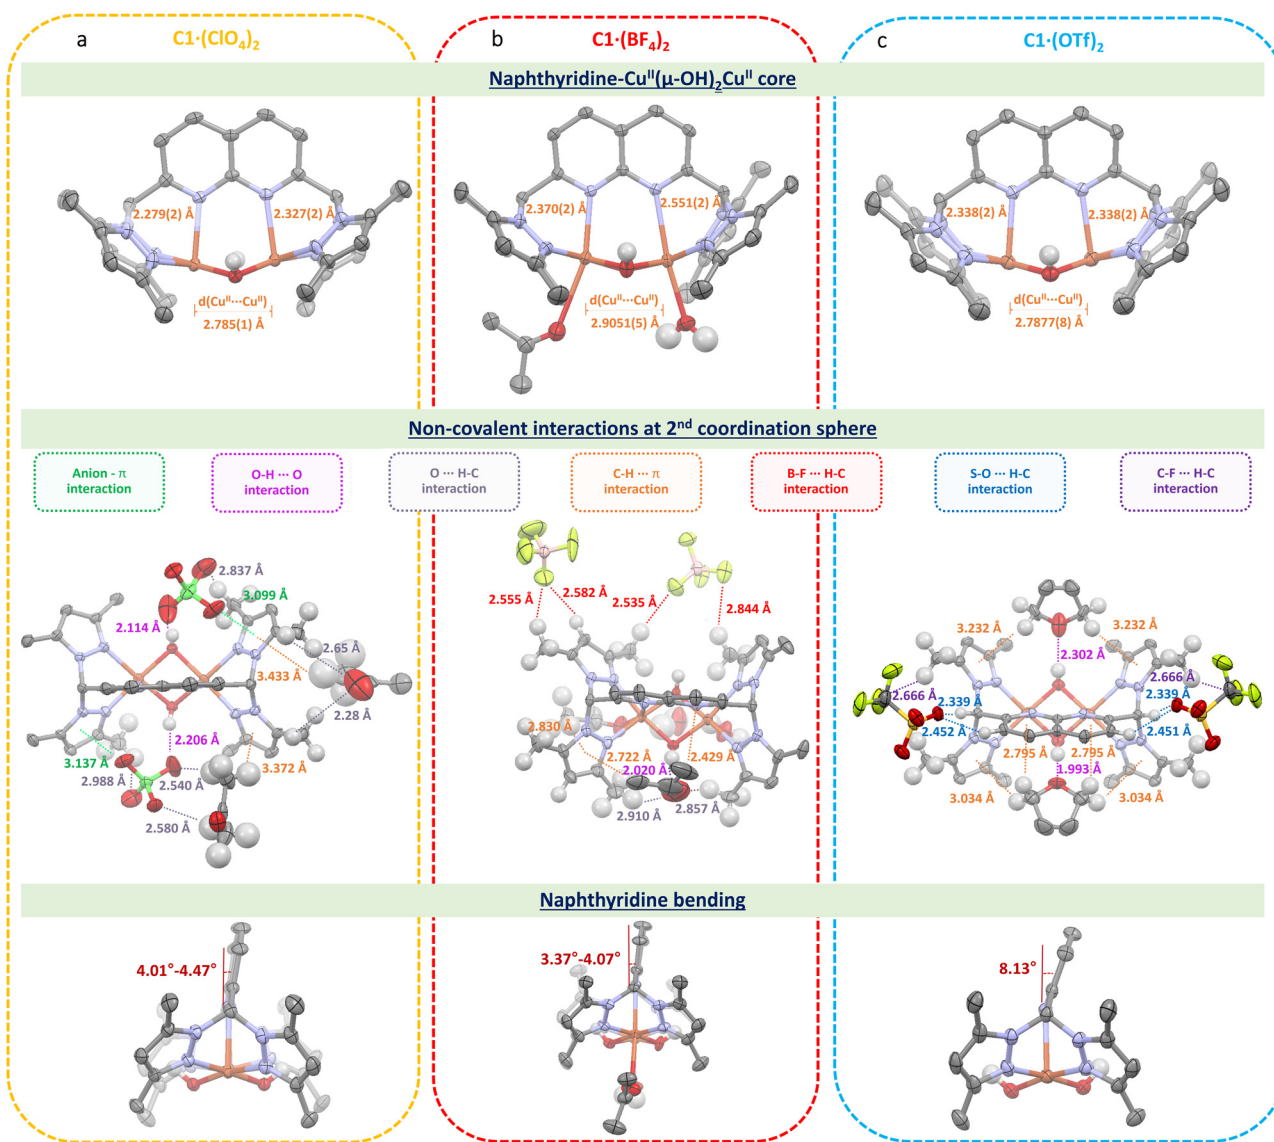 a
C1·(ClO₄)₂
b
C1·(BF₄)₂
c
C1·(OTf)₂
Naphthyridine-Cuᴵᴵ(μ-OH)₂Cuᴵᴵ core
2.279(2) Å
2.327(2) Å
d(Cuᴵᴵ···Cuᴵᴵ)
2.785(1) Å
2.370(2) Å
2.551(2) Å
d(Cuᴵᴵ···Cuᴵᴵ)
2.9051(5) Å
2.338(2) Å
2.338(2) Å
d(Cuᴵᴵ···Cuᴵᴵ)
2.7877(8) Å
Non-covalent interactions at 2ⁿᵈ coordination sphere
Anion - π
interaction
O-H ··· O
interaction
O ··· H-C
interaction
C-H ··· π
interaction
B-F ··· H-C
interaction
S-O ··· H-C
interaction
C-F ··· H-C
interaction
2.837 Å
3.099 Å
2.114 Å
2.65 Å
3.433 Å
2.28 Å
2.206 Å
3.137 Å
3.372 Å
2.988 Å
2.540 Å
2.580 Å
2.555 Å
2.582 Å
2.535 Å
2.844 Å
2.830 Å
2.722 Å
2.429 Å
2.020 Å
2.857 Å
2.910 Å
3.232 Å
3.232 Å
2.302 Å
2.666 Å
2.666 Å
2.339 Å
2.339 Å
2.452 Å
2.451 Å
2.795 Å
2.795 Å
1.993 Å
3.034 Å
3.034 Å
Naphthyridine bending
4.01°-4.47°
3.37°-4.07°
8.13°